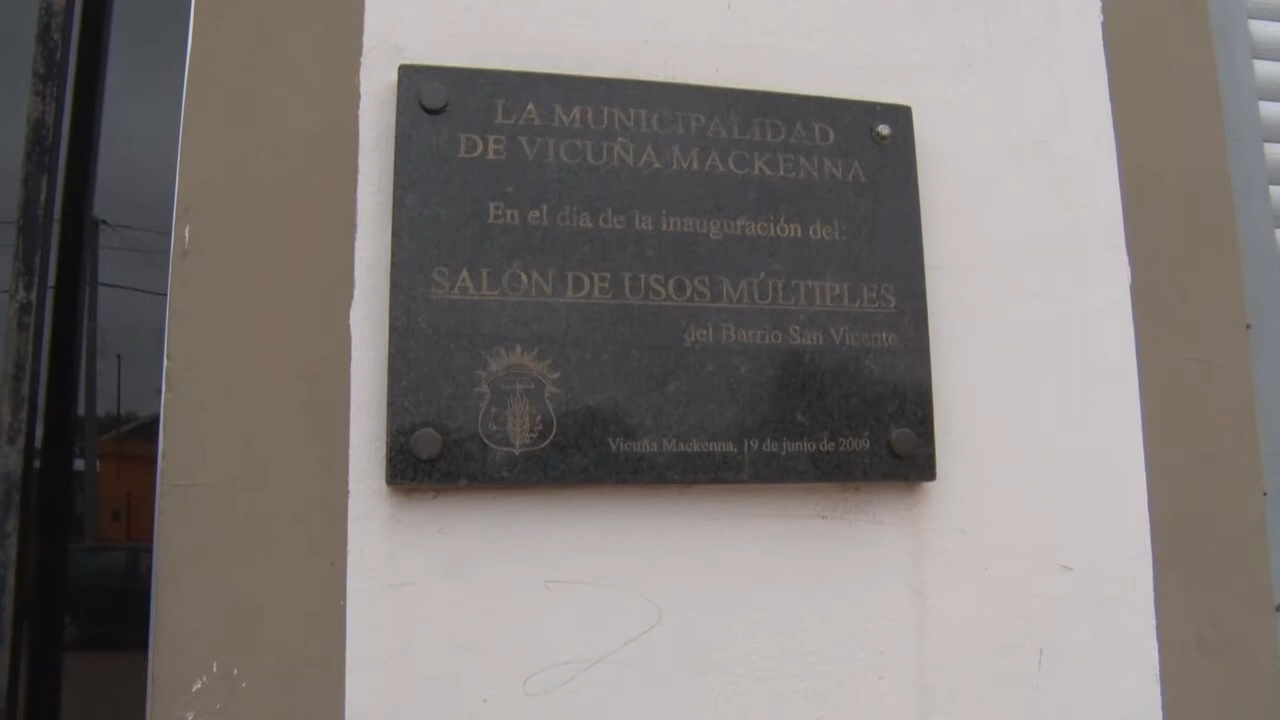 LA MUNICIPALIDAD
DE VICUÑA MACKENNA
En el día de la inauguración del:
SALÓN DE USOS MÚLTIPLES
del Barrio San Vicente
Vicuña Mackenna, 19 de junio de 2009